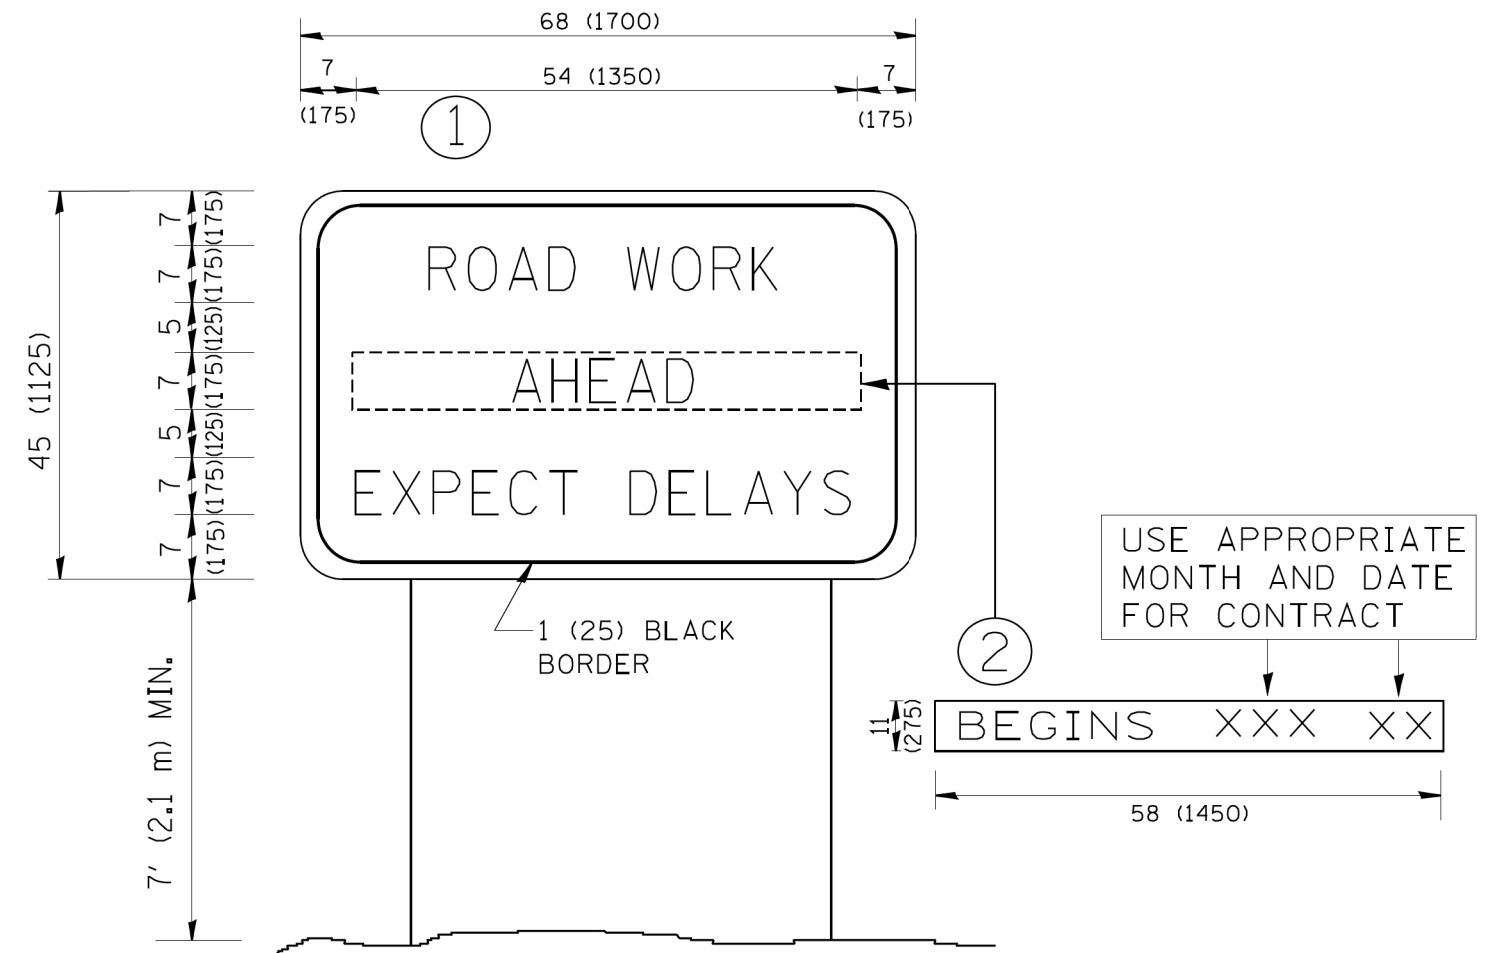 68 (1700)
7
54 (1350)
7
(175)
(175)
1
45 (1125)
7
(175)
7
(175)
5
(125)
7
(175)
5
(125)
7
(175)
7
(175)
ROAD WORK
AHEAD
EXPECT DELAYS
1 (25) BLACK
BORDER
7' (2.1 m) MIN.
USE APPROPRIATE
MONTH AND DATE
FOR CONTRACT
2
11
(275)
BEGINS XXX XX
58 (1450)